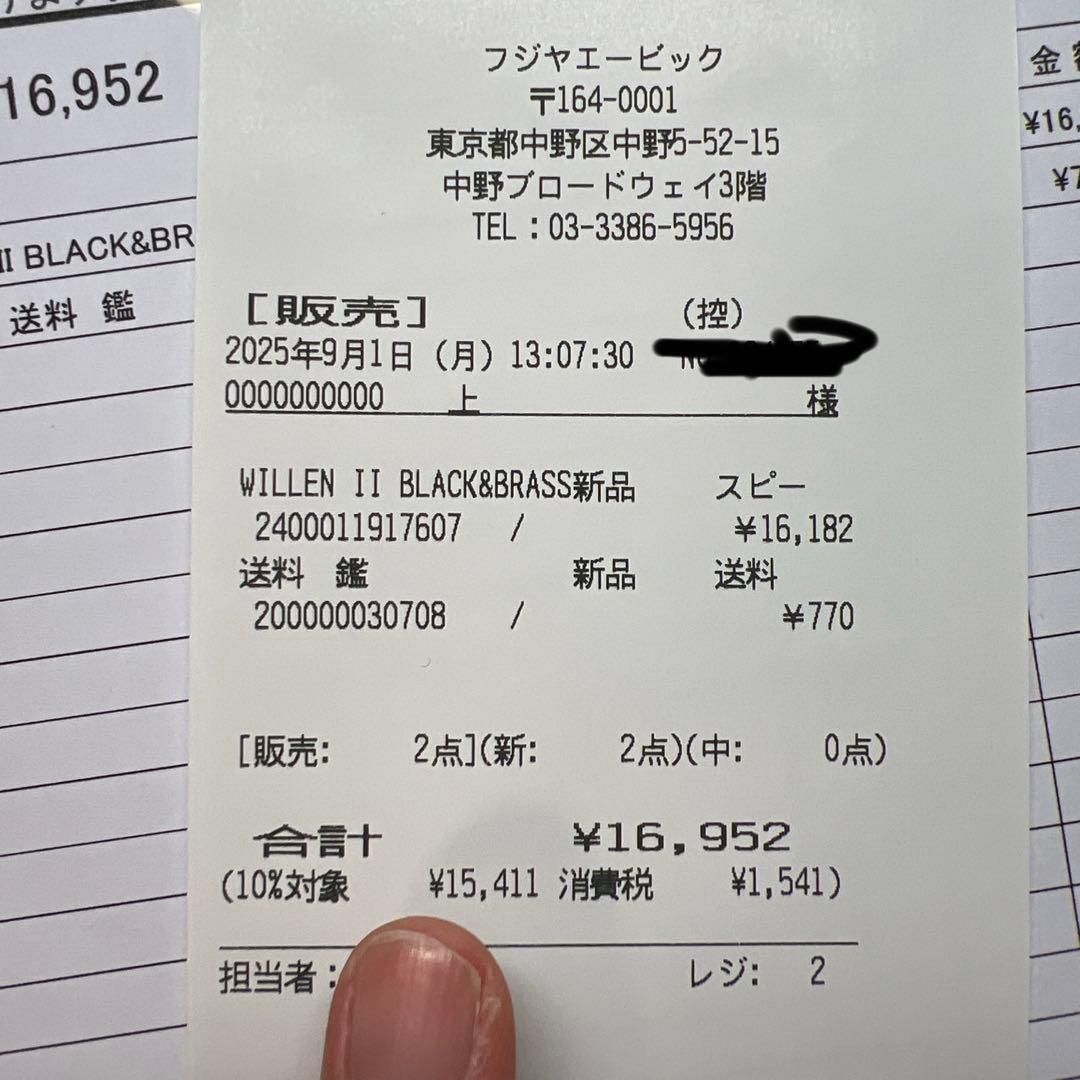 16,952
II BLACK&BR
送料 鑑
フジヤエービック
〒164-0001
東京都中野区中野5-52-15
中野ブロードウェイ3階
TEL:03-3386-5956
[販売] (控)
2025年9月1日(月) 13:07:30
0000000000 上 様
WILLEN II BLACK&BRASS新品 スピー
2400011917607 / ¥16,182
送料 鑑 新品 送料
200000030708 / ¥770
[販売: 2点](新: 2点)(中: 0点)
合計 ¥16,952
(10%対象 ¥15,411 消費税 ¥1,541)
担当者:
レジ: 2
金
¥16,
¥7